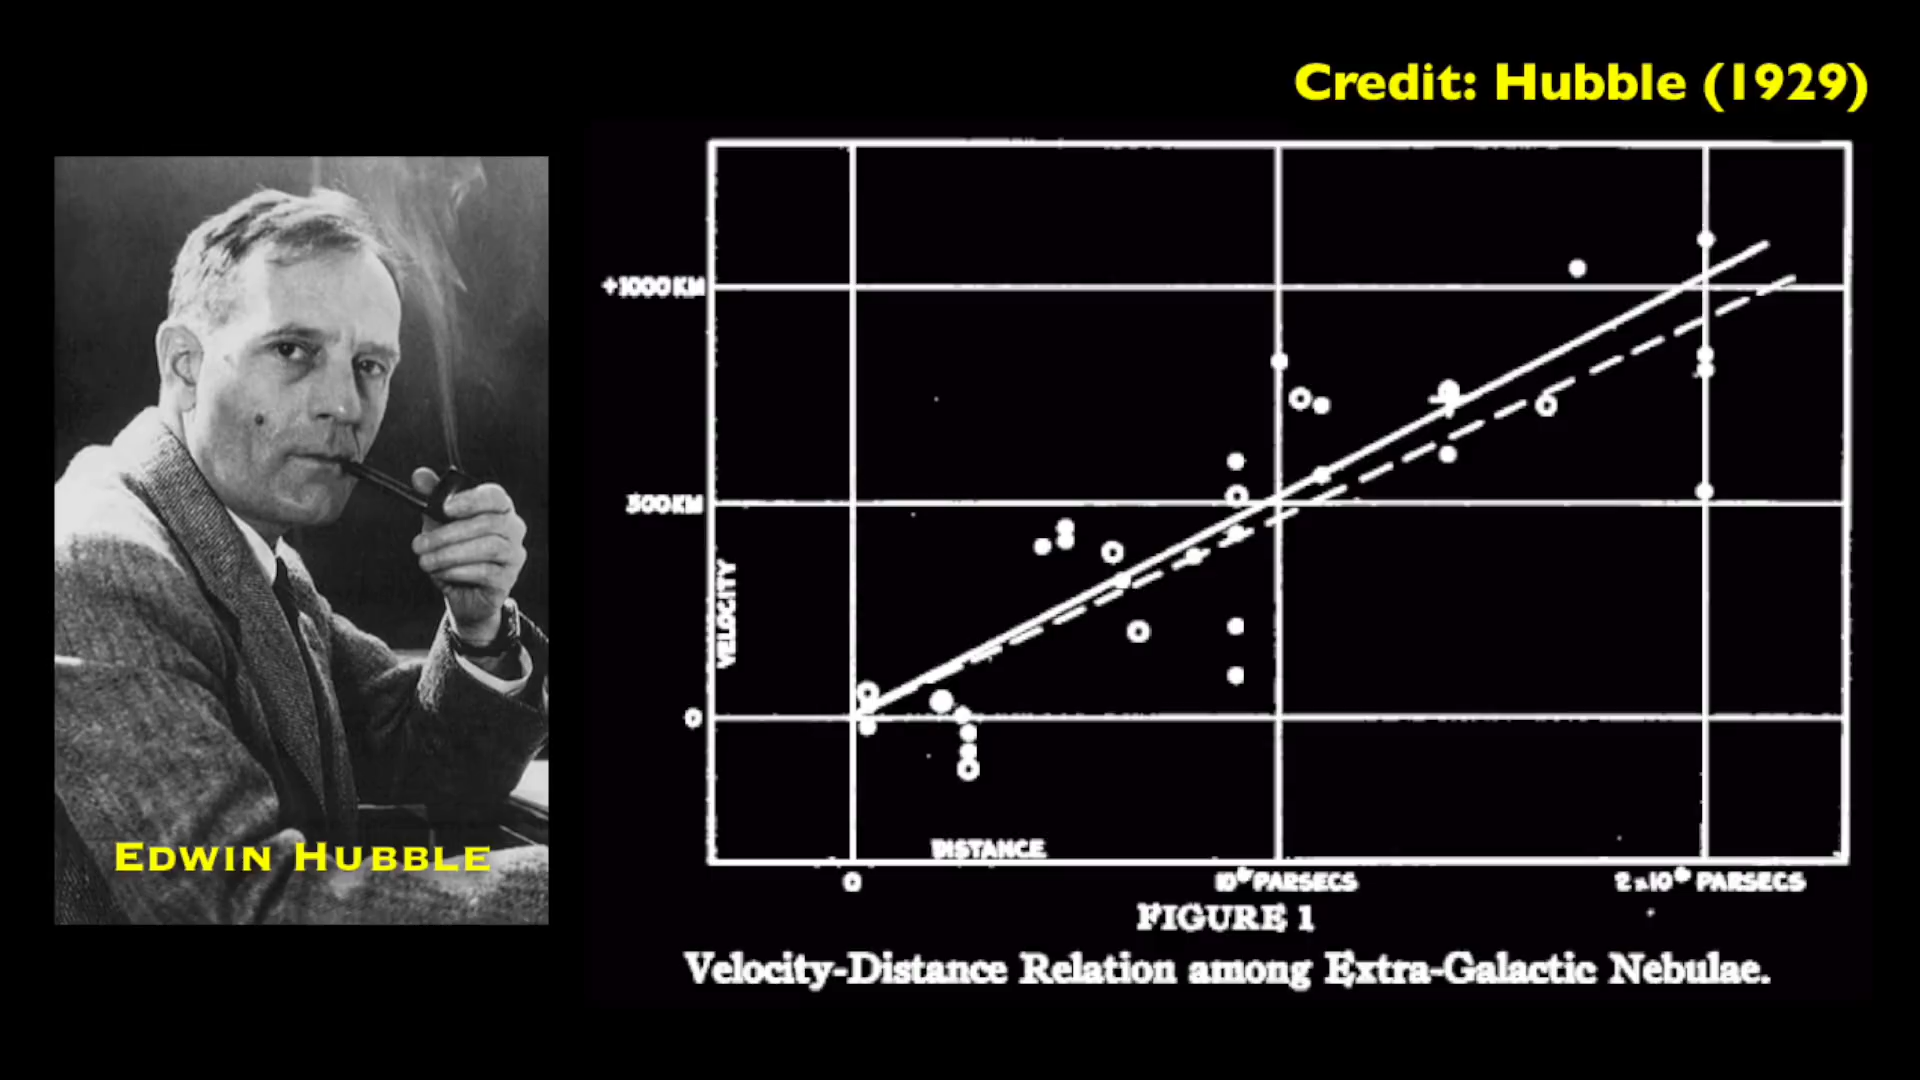 Credit: Hubble (1929)
+1000 KM
500 KM
VELOCITY
0
DISTANCE
0
10⁶ PARSECS
2×10⁶ PARSECS
FIGURE 1
Velocity-Distance Relation among Extra-Galactic Nebulae.
EDWIN HUBBLE